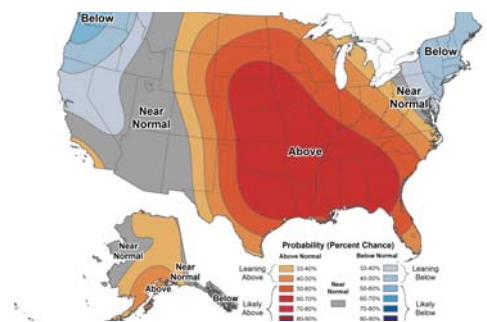 Below
Below
Near
Normal
Near
Normal
Above
Near
Normal
Near
Normal
Above
Below
Probability (Percent Chance)
Above Normal
Below Normal
Leaning
Above
33-40%
40-50%
Likely
Above
50-60%
60-70%
70-80%
80-90%
Near
Normal
33-40%
40-50%
Leaning
Below
50-60%
60-70%
70-80%
80-90%
Likely
Below